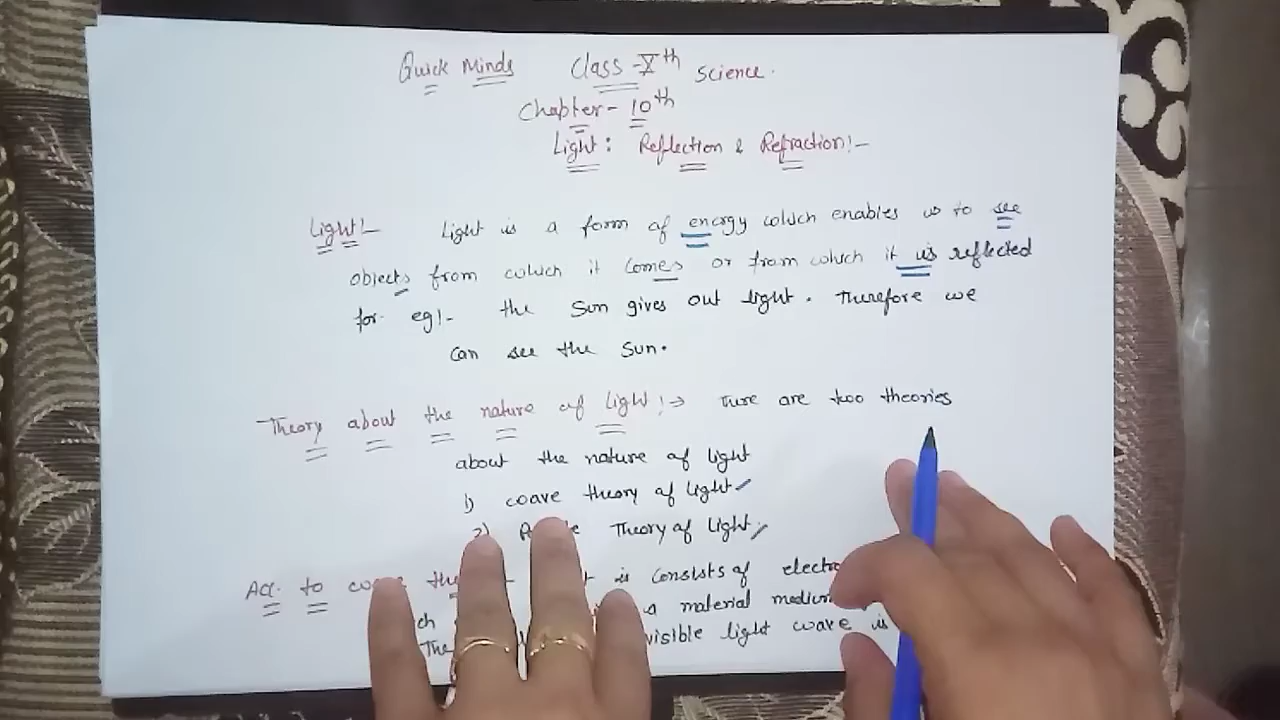 Quick Minds Class-Xth Science.
Chapter- 10th
Light: Reflection & Refraction!-
Light!- Light is a form of energy which enables us to see
objects from which it comes or from which it is reflected
for eg!- the Sun gives out light. Therefore we
can see the Sun.
Theory about the nature of light!→ There are two theories
about the nature of light
1) wave theory of light
2) Theory of light
Acc. to is consists of
a material medium
The visible light wave is